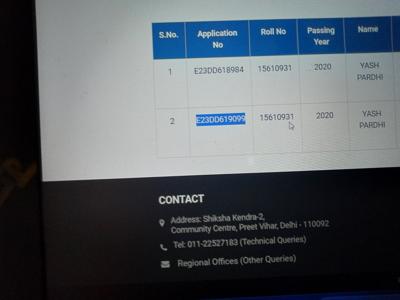 S.No. Application No Roll No Passing Year Name
1 E23DD618984 15610931 2020 YASH PARDHI
2 E23DD619099 15610931 2020 YASH PARDHI
CONTACT
Address: Shiksha Kendra-2,
Community Centre, Preet Vihar, Delhi - 110092
Tel: 011-22527183 (Technical Queries)
Regional Offices (Other Queries)